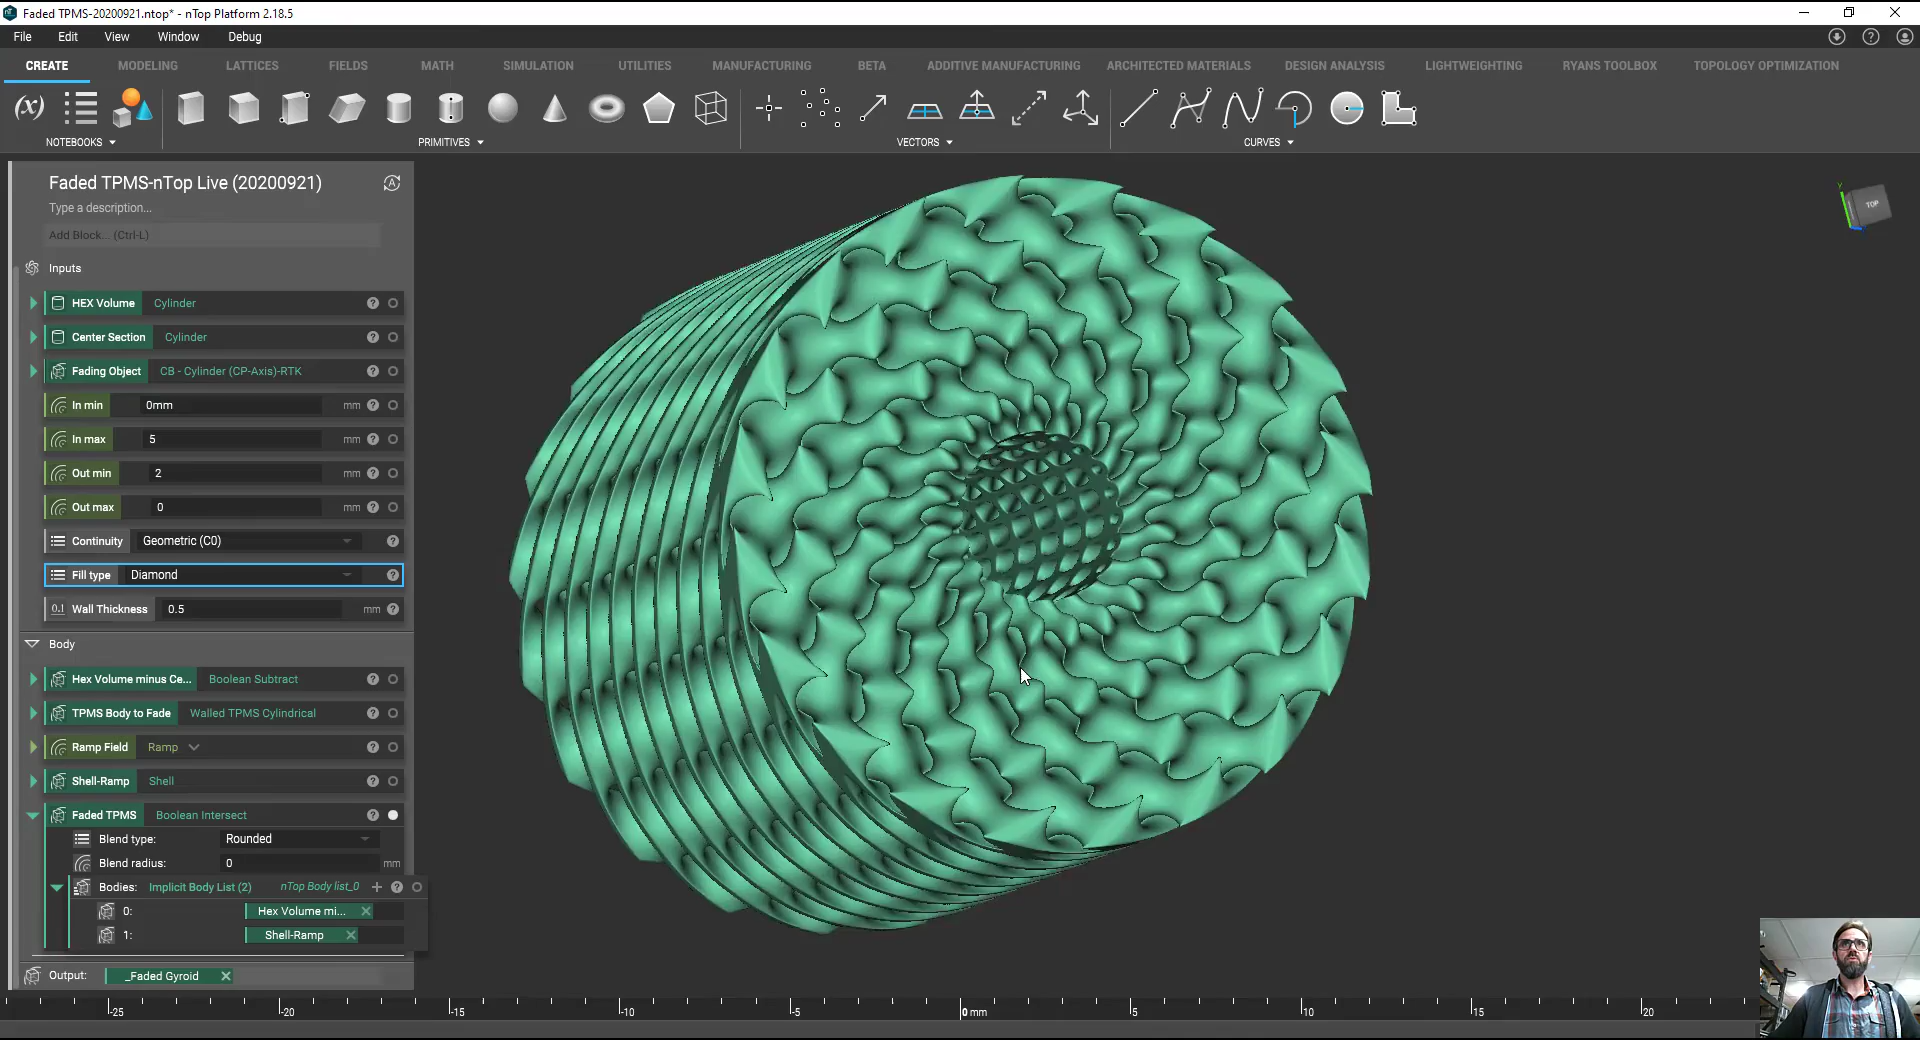 Faded TPMS-20200921.ntop* - nTop Platform 2.18.5
File Edit View Window Debug
CREATE MODELING LATTICES FIELDS MATH SIMULATION UTILITIES MANUFACTURING BETA ADDITIVE MANUFACTURING ARCHITECTED MATERIALS DESIGN ANALYSIS LIGHTWEIGHTING RYANS TOOLBOX TOPOLOGY OPTIMIZATION
(x)
NOTEBOOKS PRIMITIVES VECTORS CURVES
Faded TPMS-nTop Live (20200921)
Type a description...
Add Block... (Ctrl-L)
Inputs
HEX Volume Cylinder ?
Center Section Cylinder ?
Fading Object CB - Cylinder (CP-Axis)-RTK ?
In min 0mm mm ?
In max 5 mm ?
Out min 2 mm ?
Out max 0 mm ?
Continuity Geometric (C0) ?
Fill type Diamond ?
0.1 Wall Thickness 0.5 mm ?
Body
Hex Volume minus Ce... Boolean Subtract ?
TPMS Body to Fade Walled TPMS Cylindrical ?
Ramp Field Ramp ?
Shell-Ramp Shell ?
Faded TPMS Boolean Intersect ?
Blend type: Rounded
Blend radius: 0 mm
Bodies: Implicit Body List (2) nTop Body list_0 + ?
0: Hex Volume mi...
1: Shell-Ramp
Output: _Faded Gyroid
Y
TOP
-25 -20 -15 -10 -5 0 mm 5 10 15 20